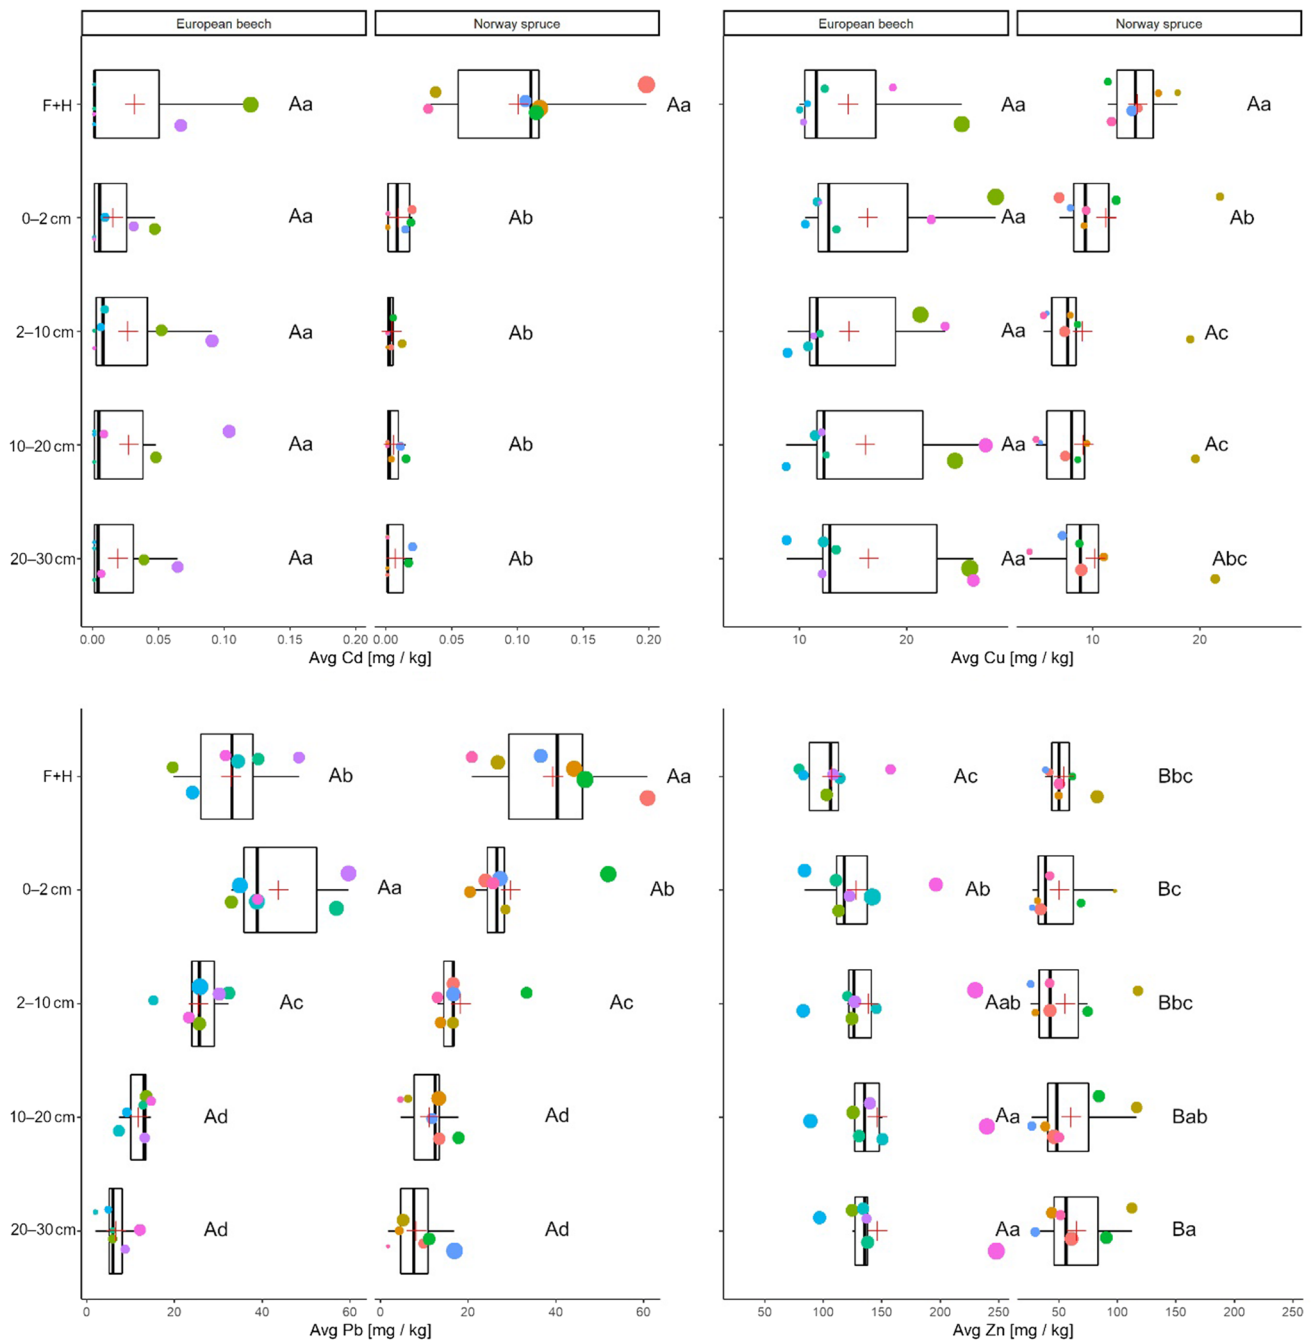 European beech Norway spruce European beech Norway spruce
F+H Aa Aa Aa Aa
0–2 cm Aa Ab Aa Ab
2–10 cm Aa Ab Aa Ac
10–20 cm Aa Ab Aa Ac
20–30 cm Aa Ab Aa Abc
0.00 0.05 0.10 0.15 0.20 0.00 0.05 0.10 0.15 0.20 10 20 10 20
Avg Cd [mg / kg] Avg Cu [mg / kg]
F+H Ab Aa Ac Bbc
0–2 cm Aa Ab Ab Bc
2–10 cm Ac Ac Aab Bbc
10–20 cm Ad Ad Aa Bab
20–30 cm Ad Ad Aa Ba
0 20 40 60 0 20 40 60 50 100 150 200 250 50 100 150 200 250
Avg Pb [mg / kg] Avg Zn [mg / kg]